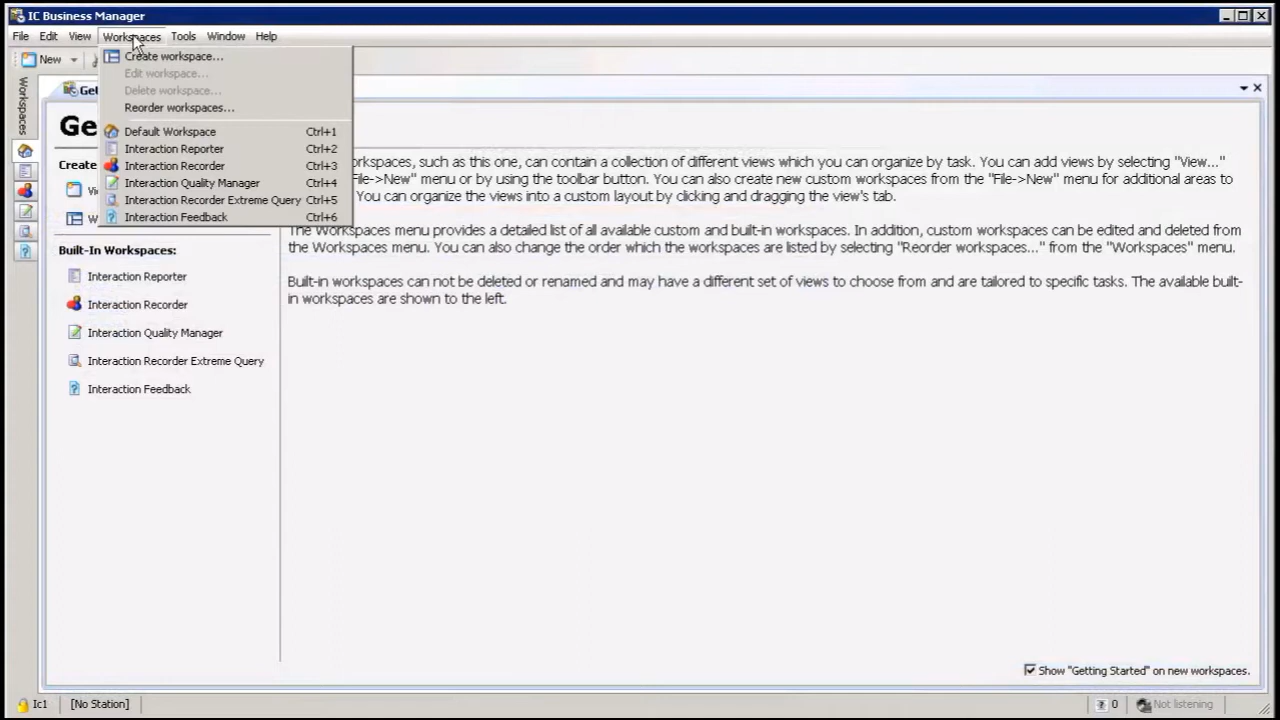 IC Business Manager
File Edit View Workspaces Tools Window Help
New
Create workspace...
Edit workspace...
Delete workspace...
Reorder workspaces...
Default Workspace Ctrl+1
Interaction Reporter Ctrl+2
Interaction Recorder Ctrl+3
Interaction Quality Manager Ctrl+4
Interaction Recorder Extreme Query Ctrl+5
Interaction Feedback Ctrl+6
Workspaces
Built-In Workspaces:
Interaction Reporter
Interaction Recorder
Interaction Quality Manager
Interaction Recorder Extreme Query
Interaction Feedback
such as this one, can contain a collection of different views which you can organize by task. You can add views by selecting "View..."
menu or by using the toolbar button. You can also create new custom workspaces from the "File->New" menu for additional areas to
You can organize the views into a custom layout by clicking and dragging the view's tab.
The Workspaces menu provides a detailed list of all available custom and built-in workspaces. In addition, custom workspaces can be edited and deleted from
the Workspaces menu. You can also change the order which the workspaces are listed by selecting "Reorder workspaces..." from the "Workspaces" menu.
Built-in workspaces can not be deleted or renamed and may have a different set of views to choose from and are tailored to specific tasks. The available built-
in workspaces are shown to the left.
Show "Getting Started" on new workspaces.
Ic1 [No Station] 0 Not listening